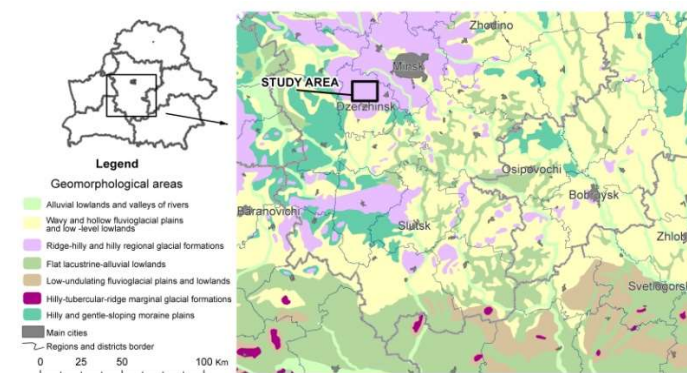 Zhodino
Minsk
STUDY AREA
Dzerzhinsk
Legend
Geomorphological areas
Alluvial lowlands and valleys of rivers
Wavy and hollow fluvioglacial plains
and low -level lowlands
Ridge-hilly and hilly regional glacial formations
Flat lacustrine-alluvial lowlands
Low-undulating fluvioglacial plains and lowlands
Hilly-tubercular-ridge marginal glacial formations
Hilly and gentle-sloping moraine plains
Main cities
Regions and districts border
0 25 50 100 Km
Osipovochi
Baranovichi
Bobruysk
Slutsk
Zhlob
Svetlogorsk